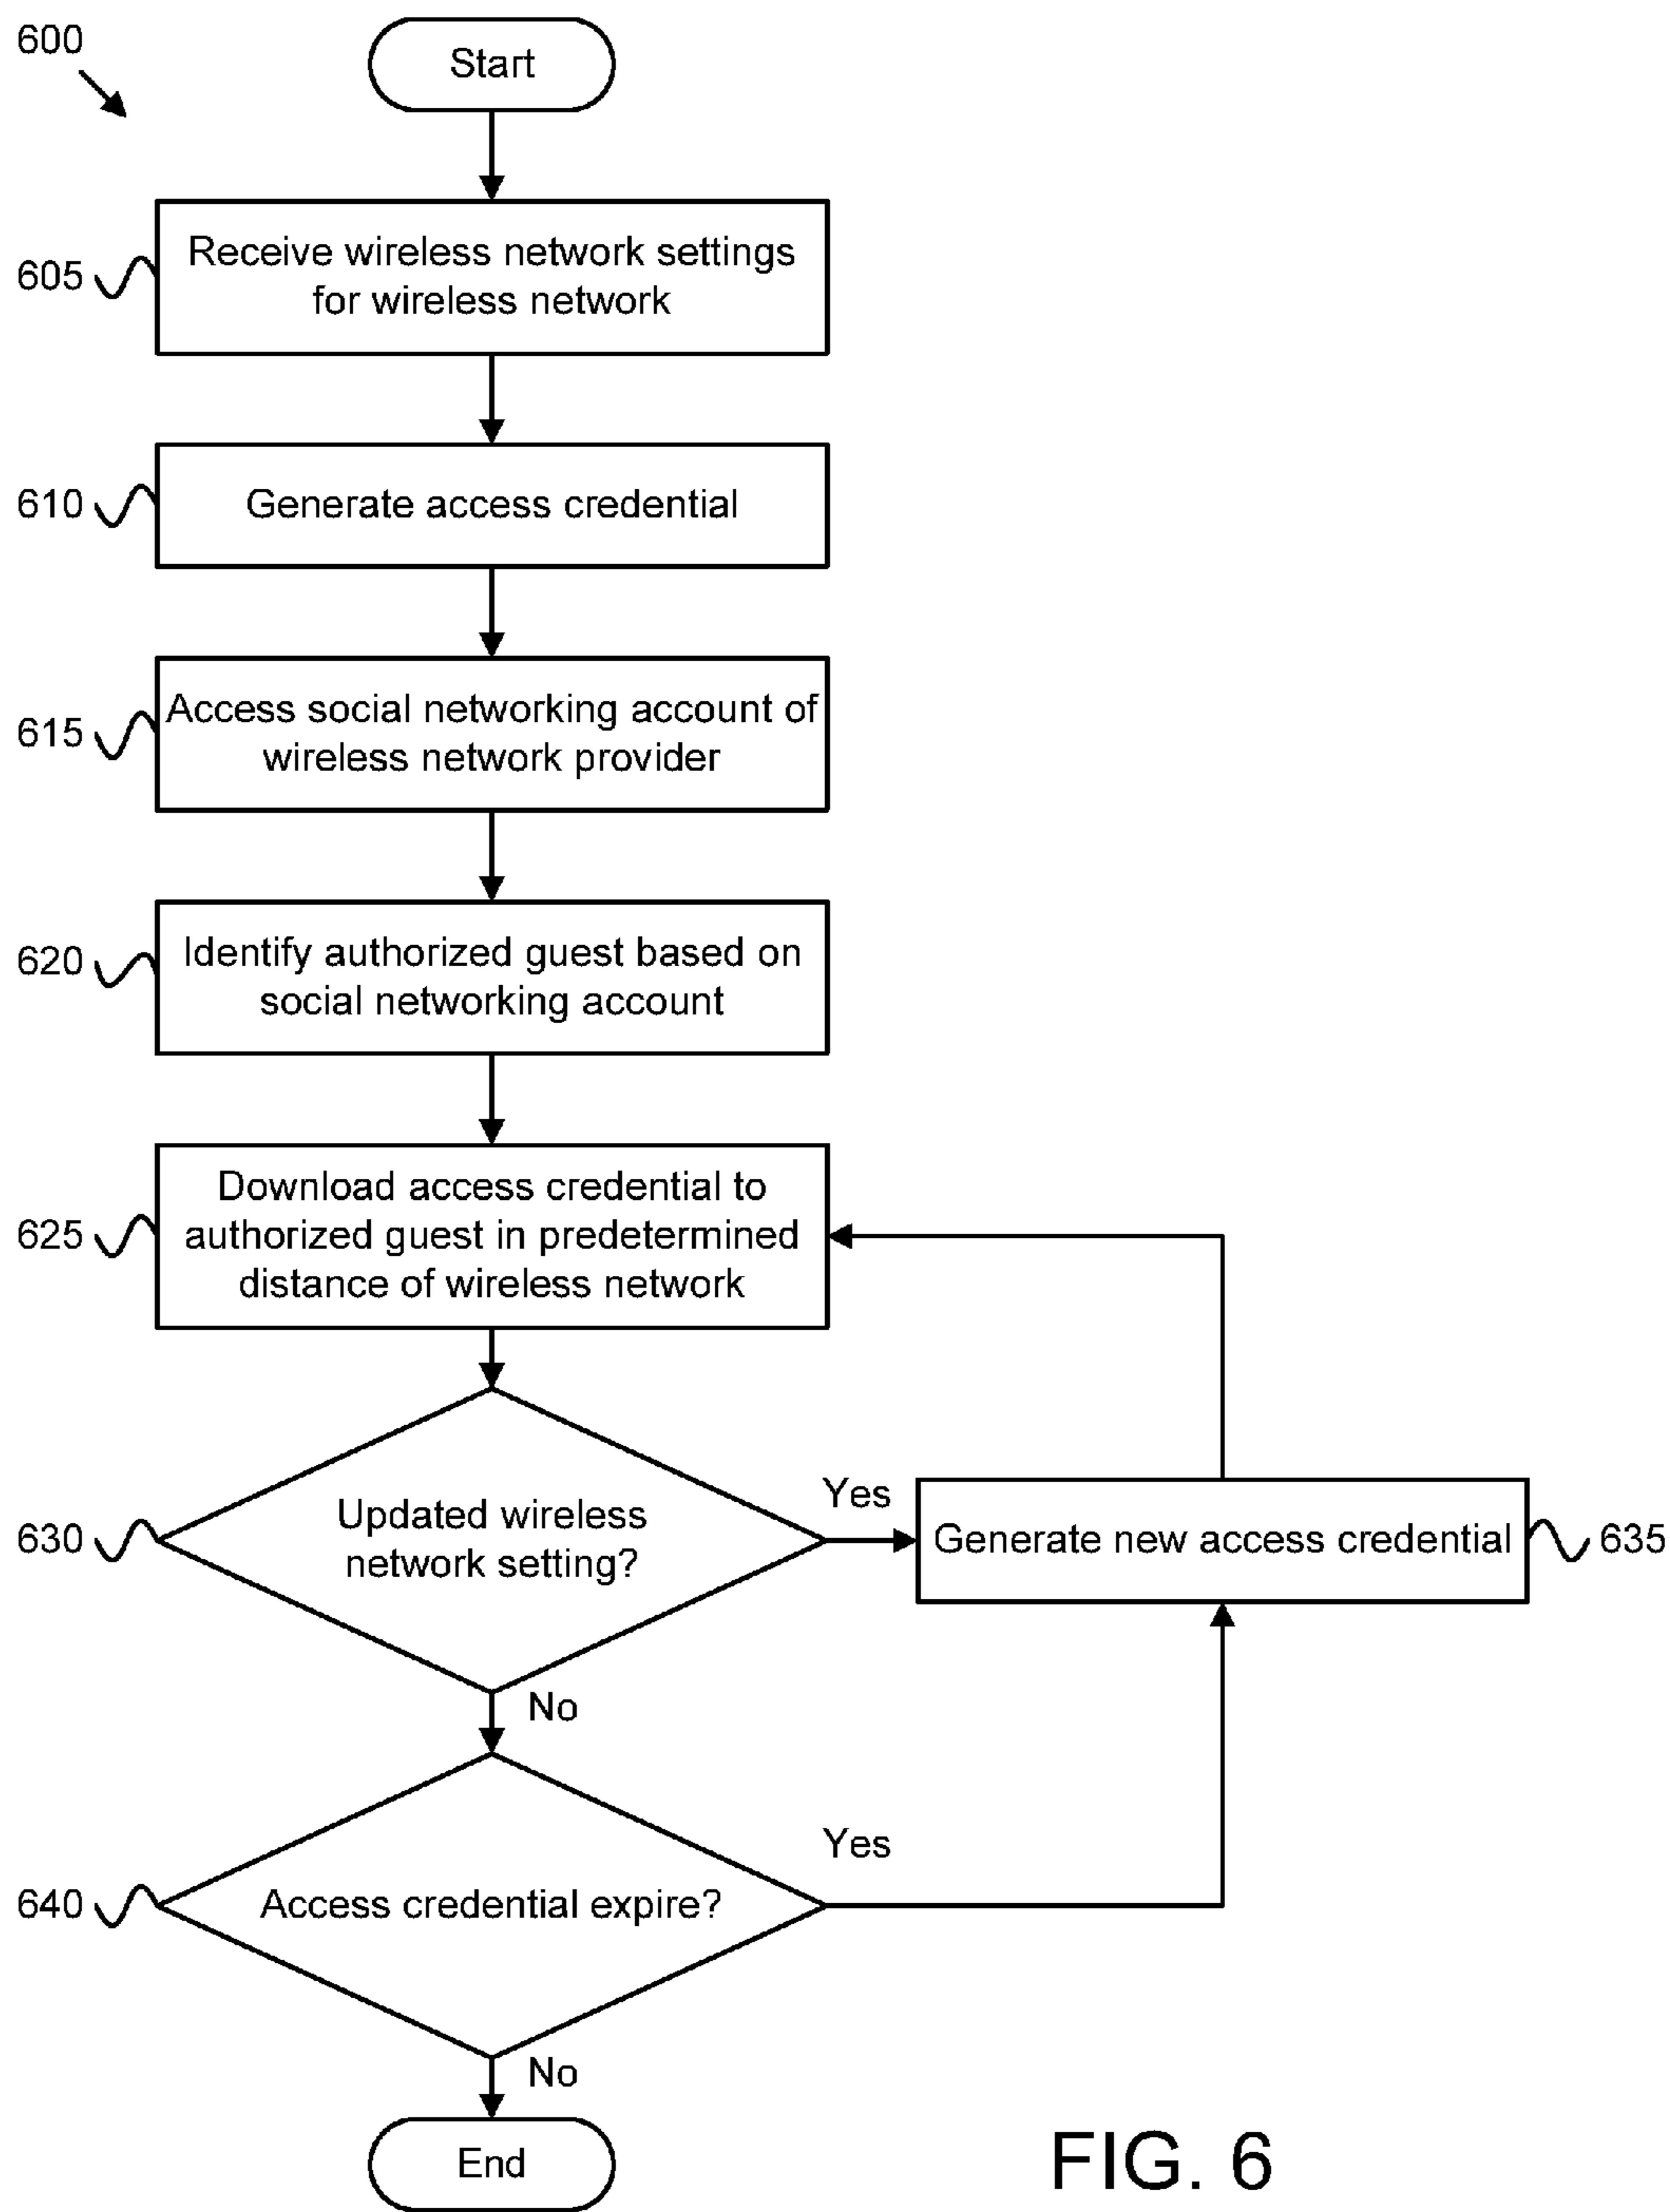 600
Start
605
Receive wireless network settings
for wireless network
610
Generate access credential
615
Access social networking account of
wireless network provider
620
Identify authorized guest based on
social networking account
625
Download access credential to
authorized guest in predetermined
distance of wireless network
630
Updated wireless
network setting?
Yes
Generate new access credential
635
No
640
Access credential expire?
Yes
No
End
FIG. 6